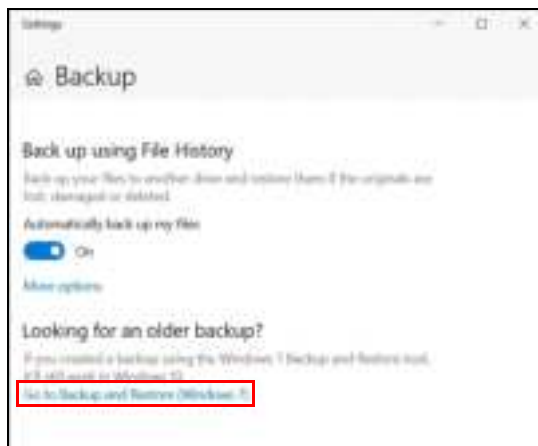 Settings
Backup
Back up using File History
Back up your files to another drive and restore them if the originals are
lost, damaged or deleted.
Automatically back up my files
On
More options
Looking for an older backup?
If you created a backup using the Windows 7 Backup and Restore tool,
it'll still work in Windows 10.
Go to Backup and Restore (Windows 7)